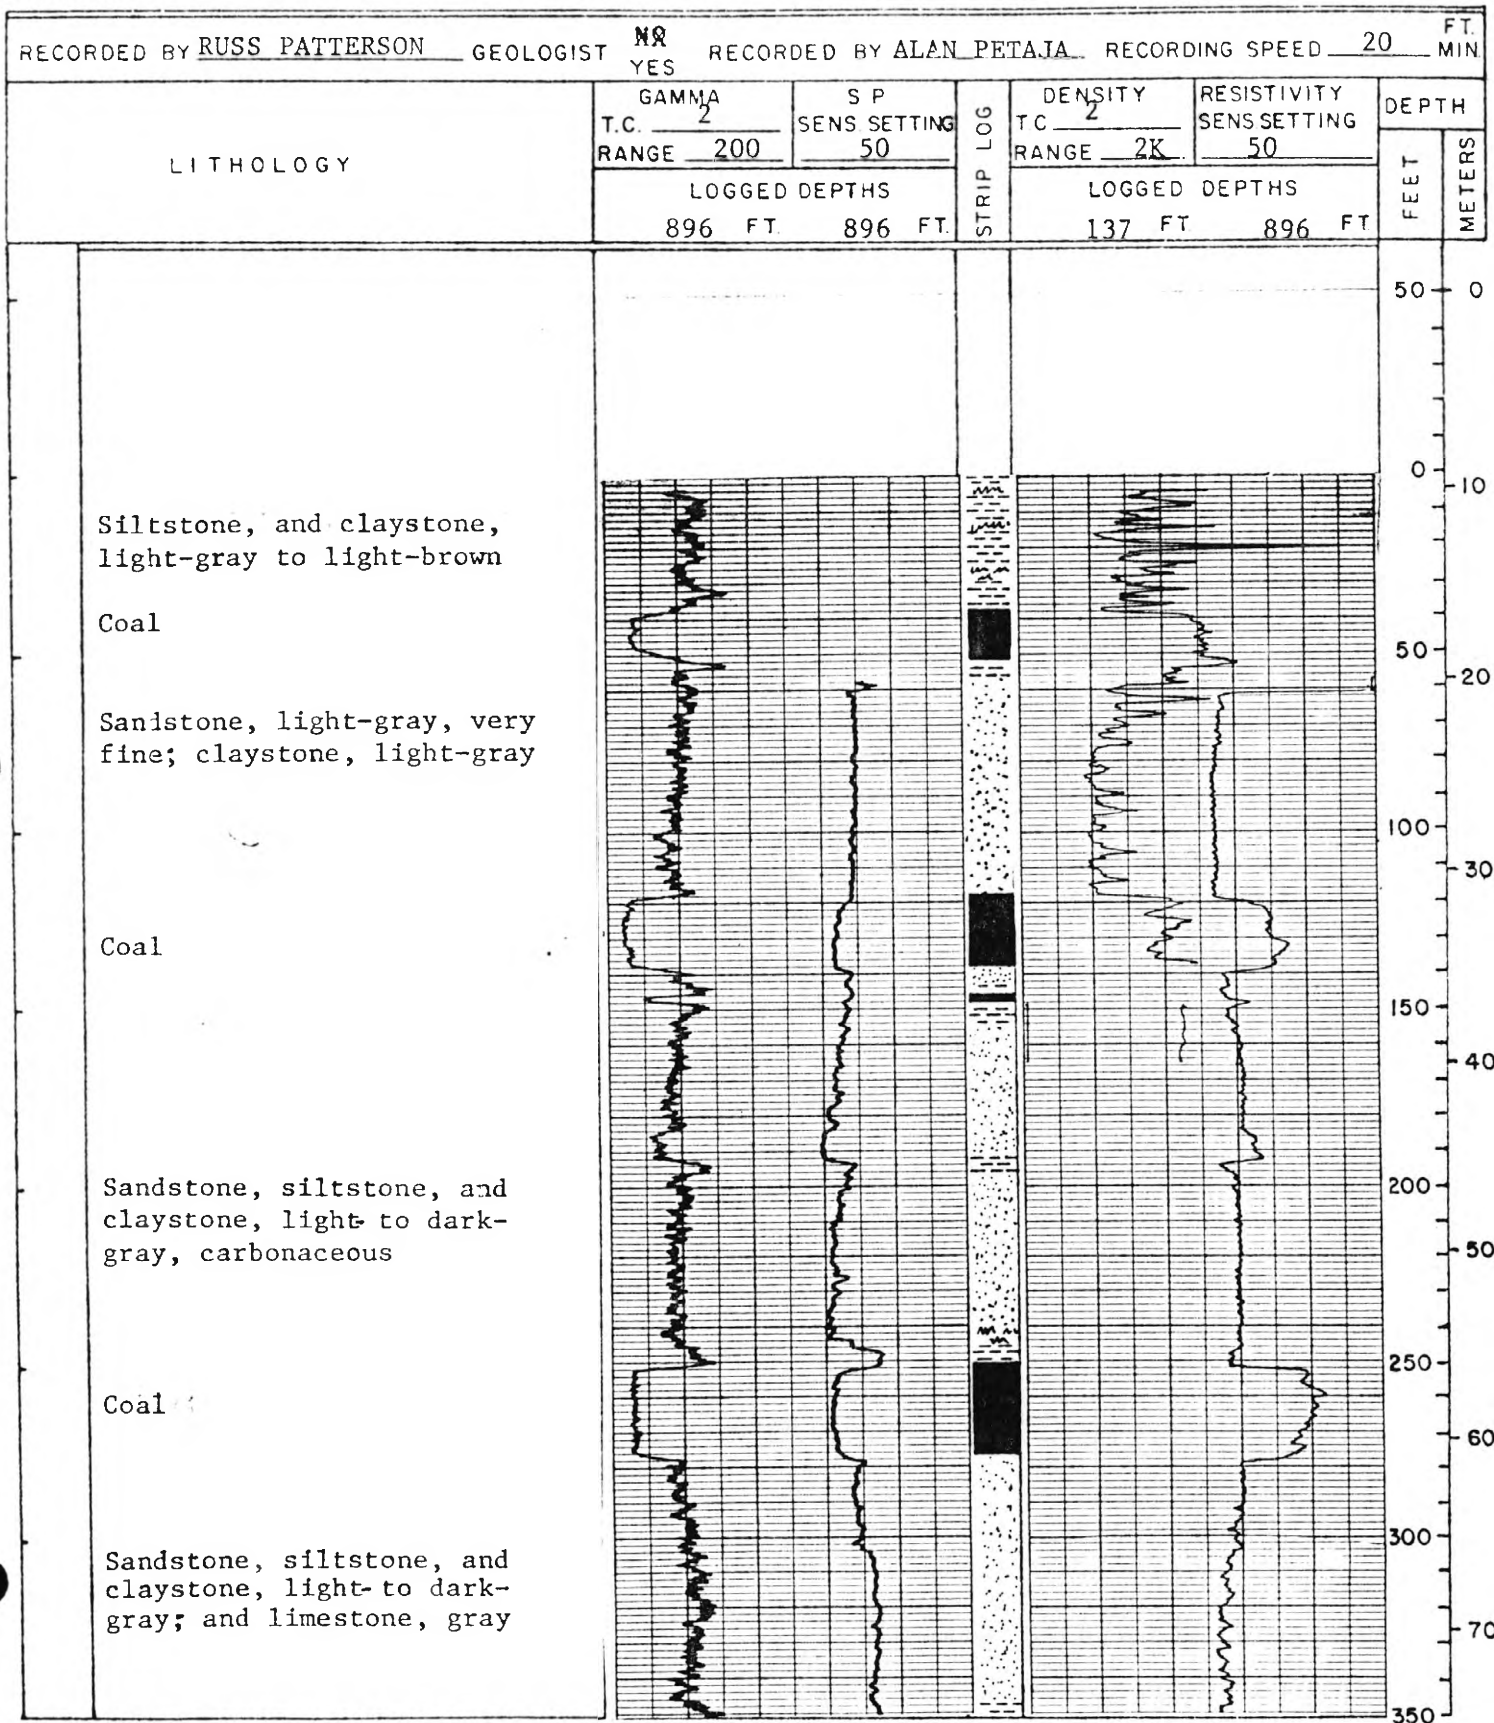 RECORDED BY RUSS PATTERSON GEOLOGIST NO YES RECORDED BY ALAN PETAJA RECORDING SPEED 20 FT. MIN
LITHOLOGY
GAMMA
T.C. 2
RANGE 200
S P
SENS. SETTING
50
LOGGED DEPTHS
896 FT. 896 FT.
STRIP LOG
DENSITY
T.C 2
RANGE 2K
RESISTIVITY
SENS SETTING
50
LOGGED DEPTHS
137 FT 896 FT
DEPTH
FEET
METERS
50 0
0
10
Siltstone, and claystone,
light-gray to light-brown
Coal
50
20
Sandstone, light-gray, very
fine; claystone, light-gray
100
30
Coal
150
40
Sandstone, siltstone, and
claystone, light- to dark-
gray, carbonaceous
200
50
250
Coal
60
300
Sandstone, siltstone, and
claystone, light- to dark-
gray; and limestone, gray
70
350